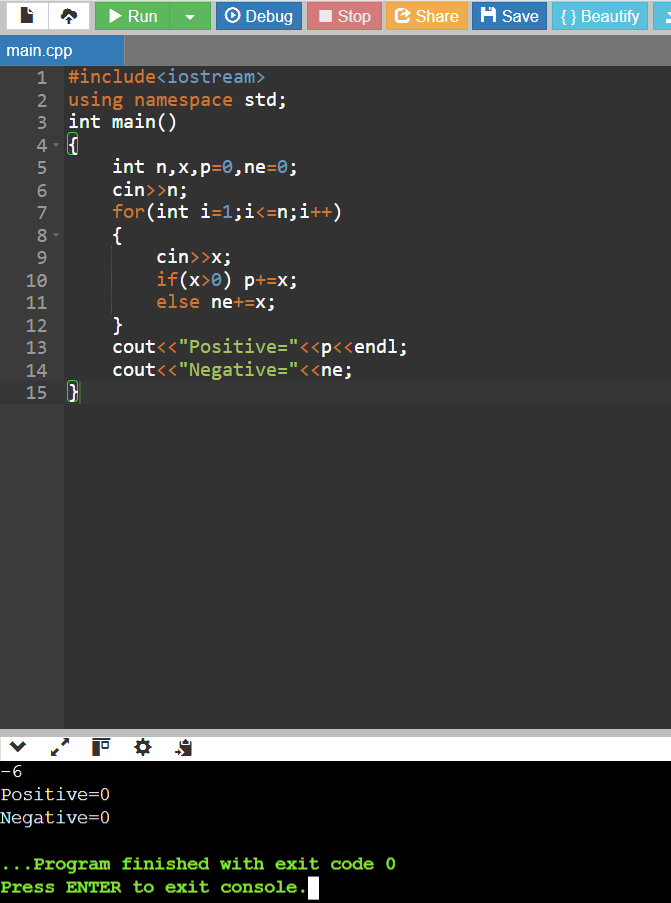 Run Debug Stop Share Save { } Beautify
main.cpp
1 #include<iostream>
2 using namespace std;
3 int main()
4 {
5 int n,x,p=0,ne=0;
6 cin>>n;
7 for(int i=1;i<=n;i++)
8 {
9 cin>>x;
10 if(x>0) p+=x;
11 else ne+=x;
12 }
13 cout<<"Positive="<<p<<endl;
14 cout<<"Negative="<<ne;
15 }
-6
Positive=0
Negative=0
...Program finished with exit code 0
Press ENTER to exit console.